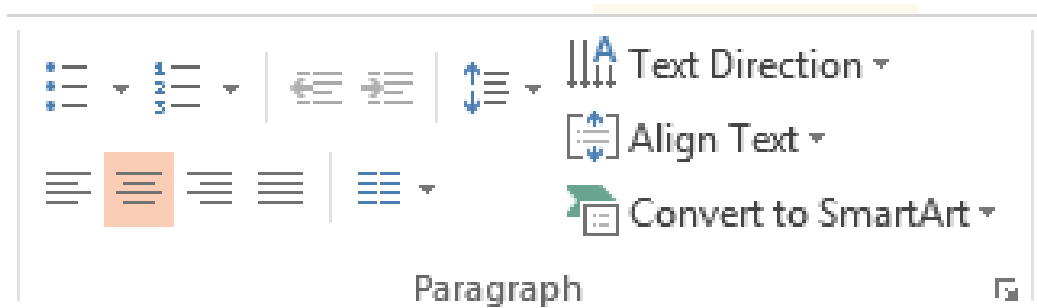 Text Direction
Align Text
Convert to SmartArt
Paragraph